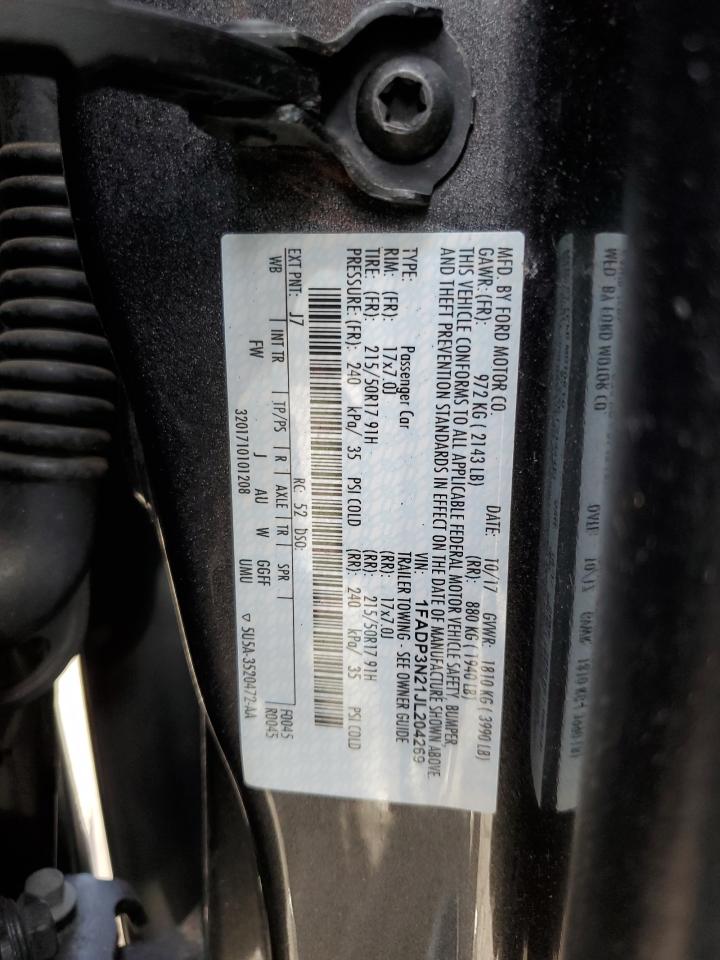 MFD. BY FORD MOTOR CO.
DATE: 10/17 GVWR: 1810 KG ( 3990 LB)
GAWR: (FR): 972 KG ( 2143 LB) (RR): 880 KG ( 1940 LB)
THIS VEHICLE CONFORMS TO ALL APPLICABLE FEDERAL MOTOR VEHICLE SAFETY, BUMPER,
AND THEFT PREVENTION STANDARDS IN EFFECT ON THE DATE OF MANUFACTURE SHOWN ABOVE.
VIN: 1FADP3N21JL204269
TYPE: Passenger Car TRAILER TOWING - SEE OWNER GUIDE
RIM: (FR): 17x7.0J (RR): 17x7.0J
TIRE: (FR): 215/50R17 91H (RR): 215/50R17 91H
PRESSURE: (FR): 240 kPa/ 35 PSI COLD (RR): 240 kPa/ 35 PSI COLD
RC: 52 DSO:
EXT PNT: J7 F0045
WB INT TR TP/PS R AXLE TR SPR R0045
FW J AU W GGFF ▽ 5U5A-3520472-AA
3201710101208 UMU